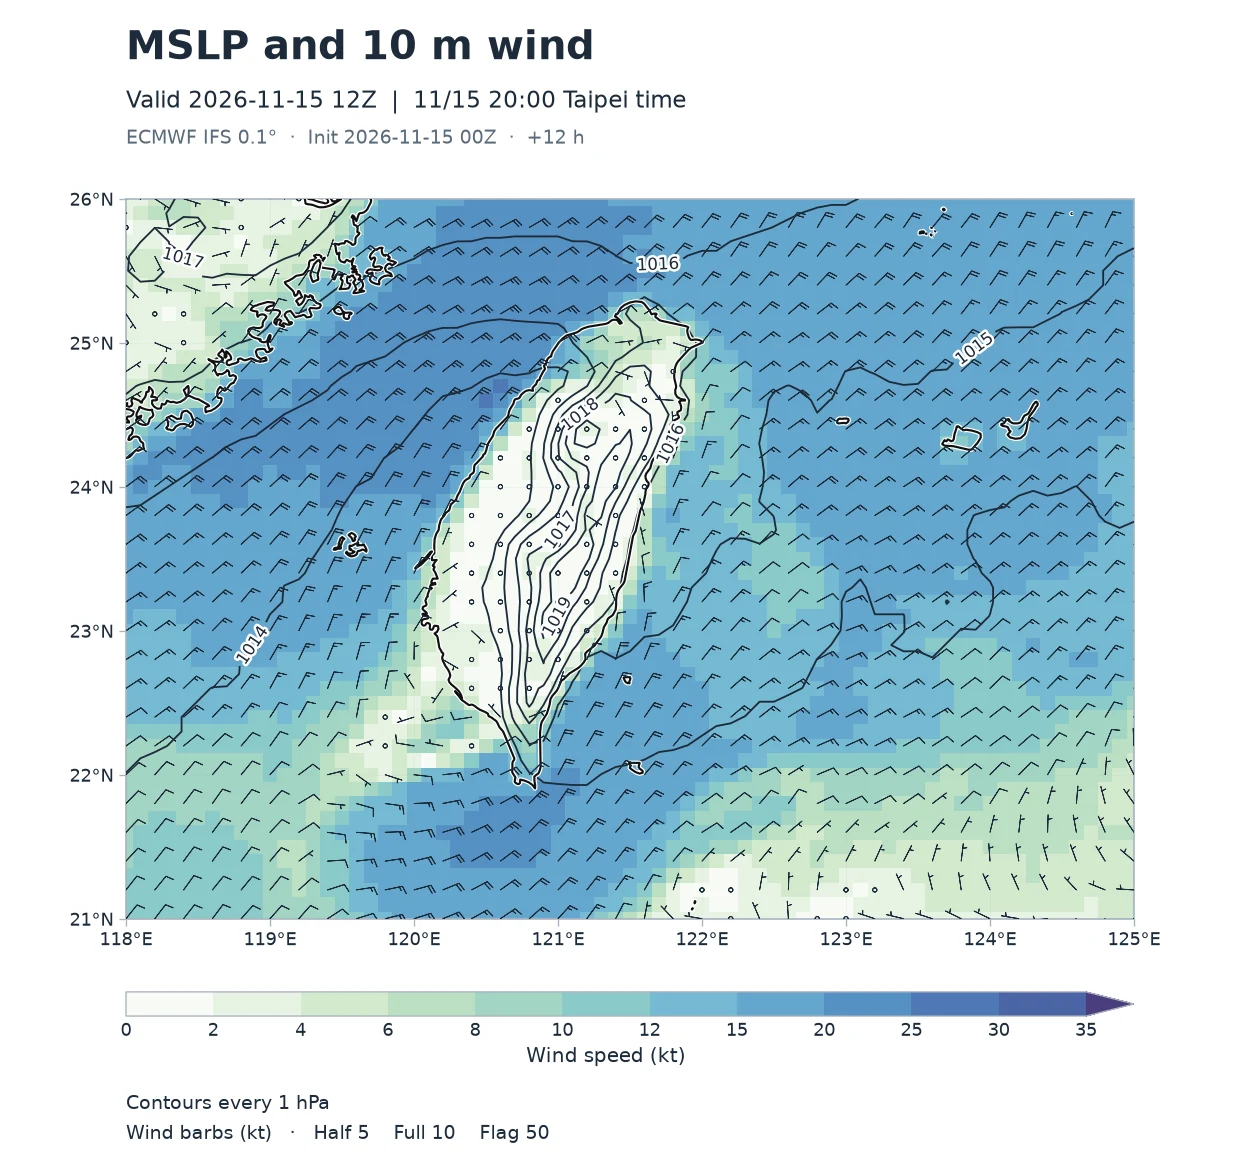 MSLP and 10 m wind
Valid 2026-11-15 12Z | 11/15 20:00 Taipei time
ECMWF IFS 0.1° · Init 2026-11-15 00Z · +12 h
26°N
1017
1016
25°N
1015
1018
1016
24°N
1017
1019
23°N
1014
22°N
21°N
118°E 119°E 120°E 121°E 122°E 123°E 124°E 125°E
0 2 4 6 8 10 12 15 20 25 30 35
Wind speed (kt)
Contours every 1 hPa
Wind barbs (kt) · Half 5 Full 10 Flag 50